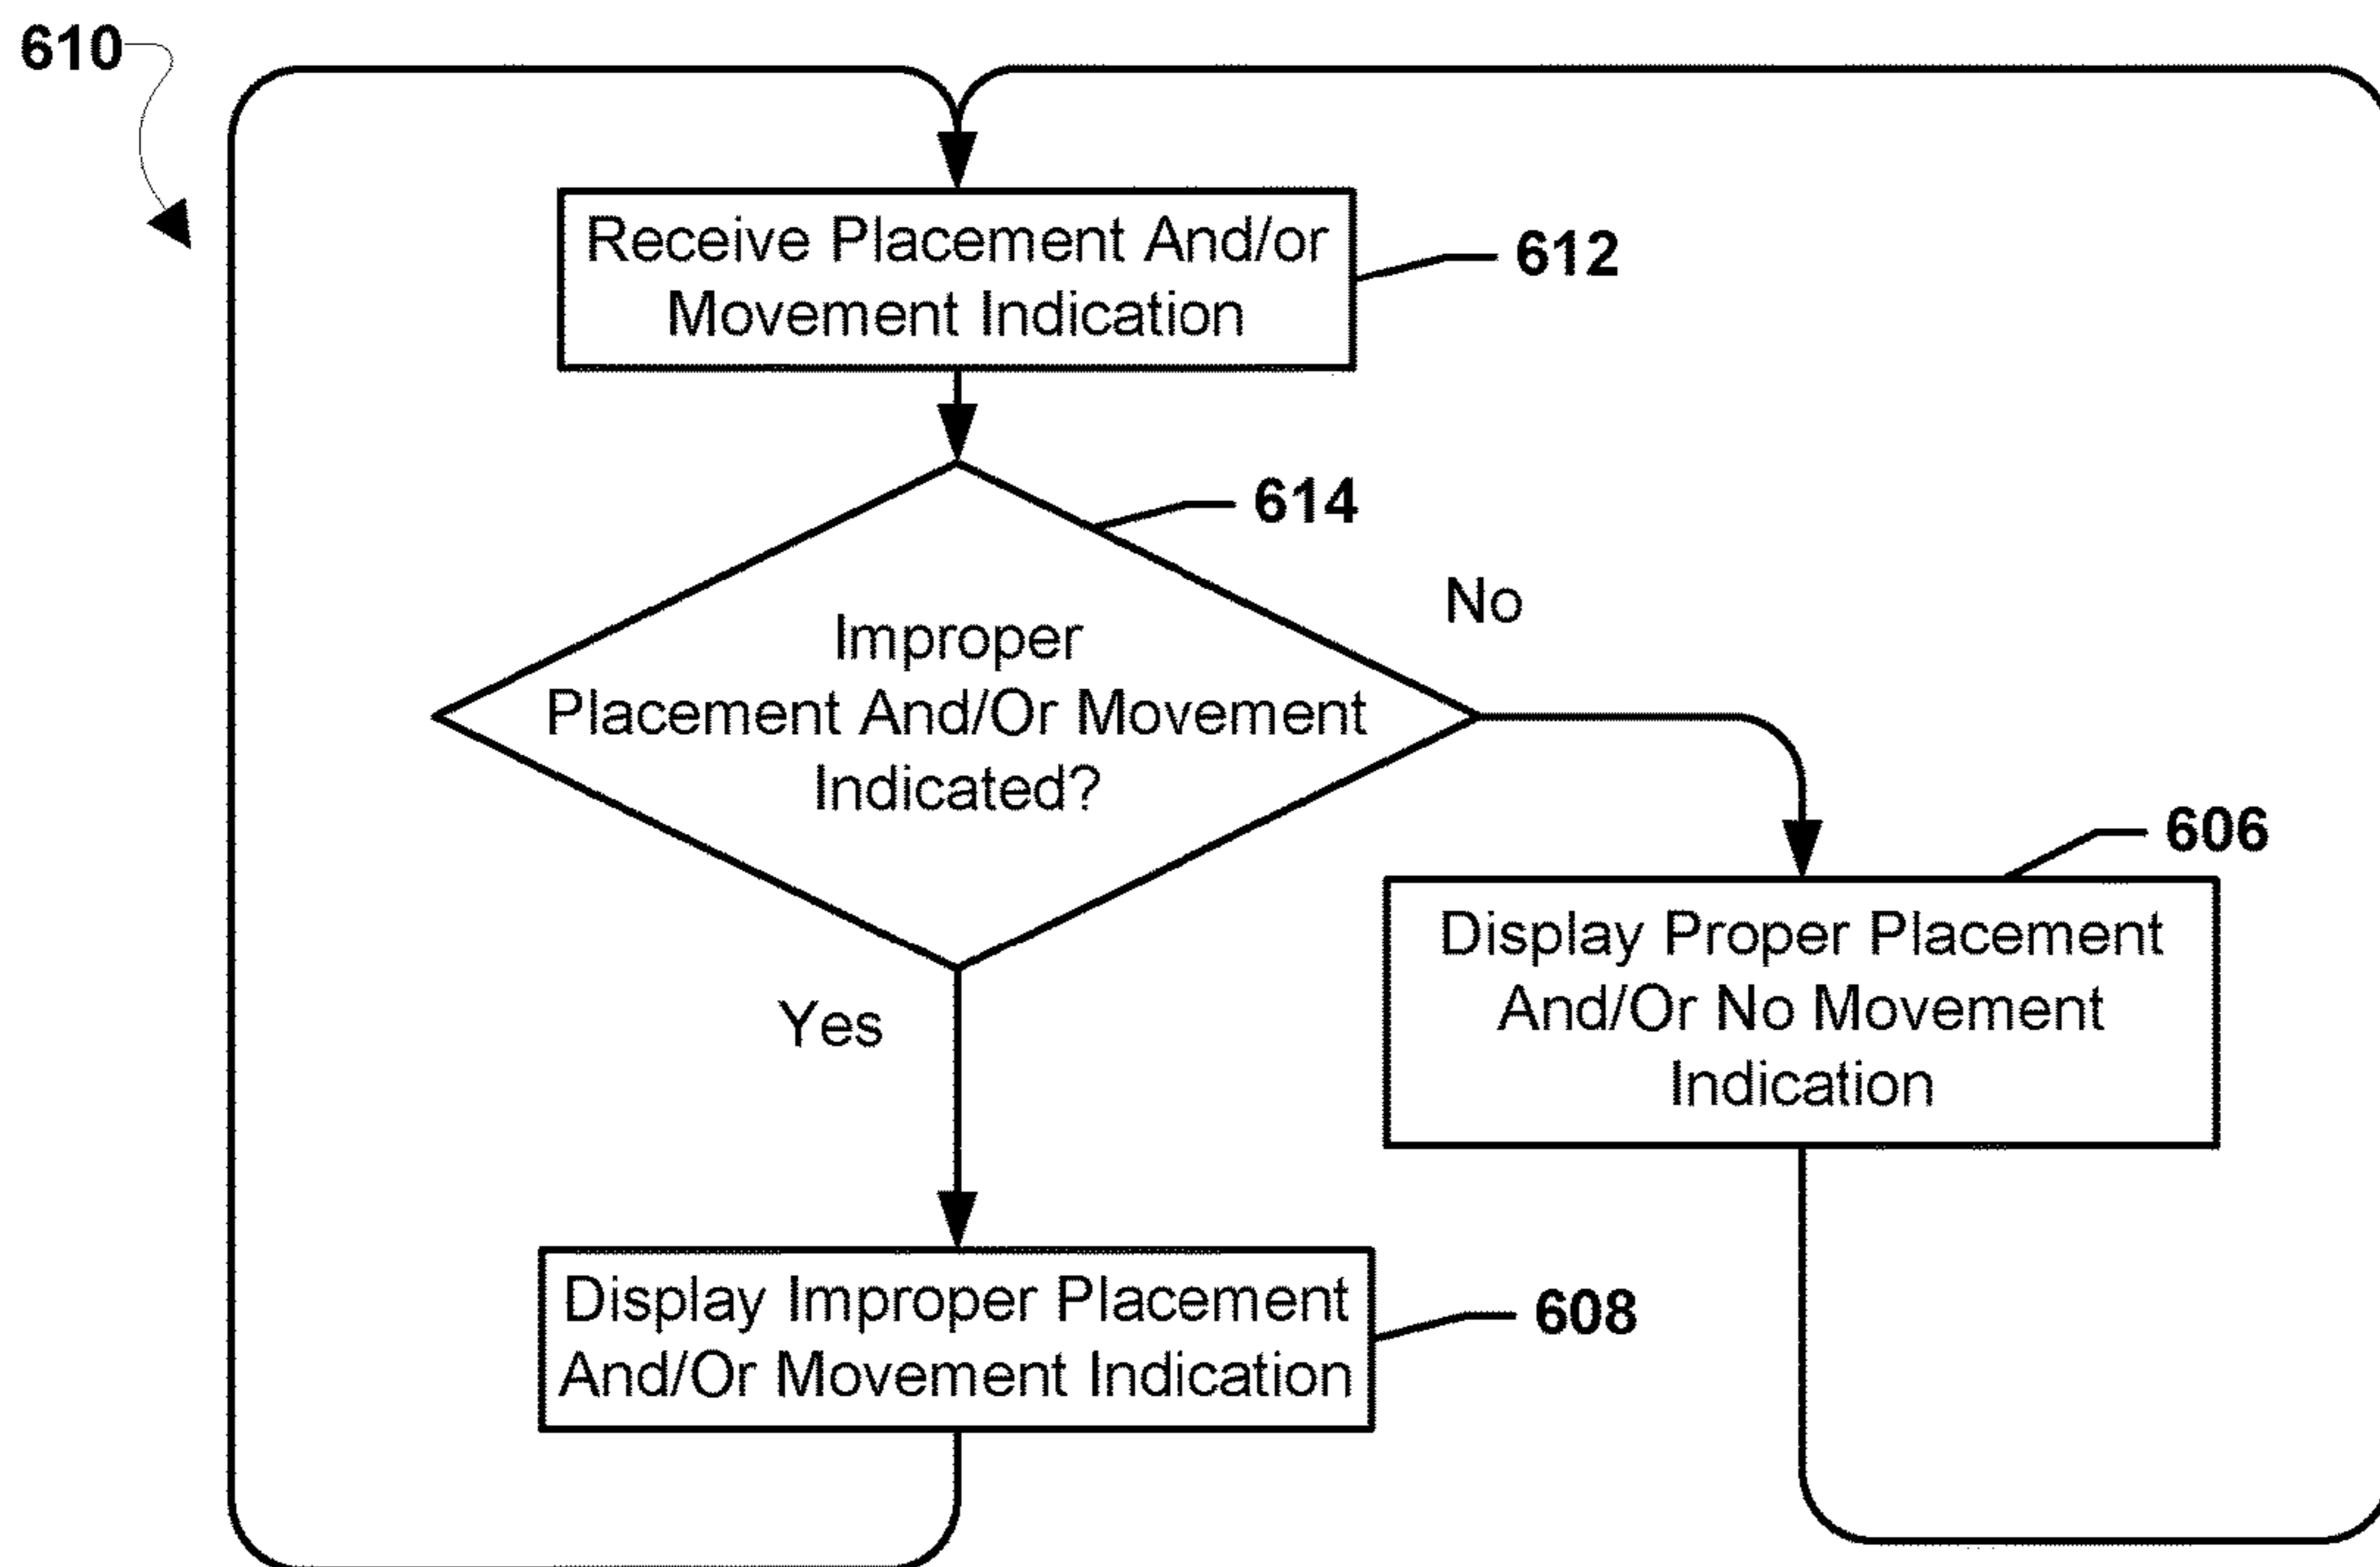 610
Receive Placement And/or
Movement Indication
612
614
No
Improper
Placement And/Or Movement
Indicated?
606
Display Proper Placement
And/Or No Movement
Indication
Yes
Display Improper Placement
And/Or Movement Indication
608